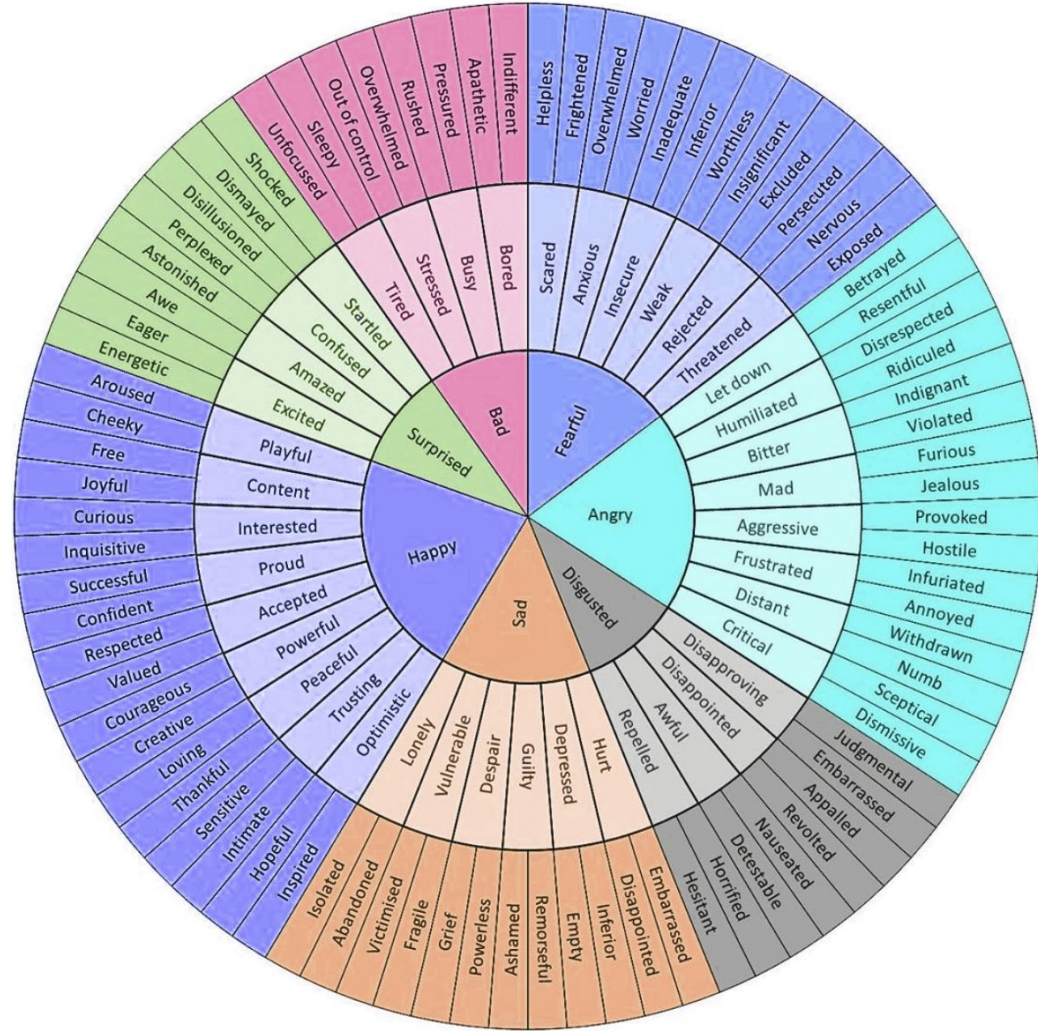 Fearful
Angry
Disgusted
Sad
Happy
Surprised
Bad
Scared
Anxious
Insecure
Weak
Rejected
Threatened
Let down
Humiliated
Bitter
Mad
Aggressive
Frustrated
Distant
Critical
Disapproving
Disappointed
Awful
Repelled
Hurt
Depressed
Guilty
Despair
Vulnerable
Lonely
Optimistic
Trusting
Peaceful
Powerful
Accepted
Proud
Interested
Content
Playful
Excited
Amazed
Confused
Startled
Tired
Stressed
Busy
Bored
Helpless
Frightened
Overwhelmed
Worried
Inadequate
Inferior
Worthless
Insignificant
Excluded
Persecuted
Nervous
Exposed
Betrayed
Resentful
Disrespected
Ridiculed
Indignant
Violated
Furious
Jealous
Provoked
Hostile
Infuriated
Annoyed
Withdrawn
Numb
Sceptical
Dismissive
Judgmental
Embarrassed
Appalled
Revolted
Nauseated
Detestable
Horrified
Hesitant
Embarrassed
Disappointed
Inferior
Empty
Remorseful
Ashamed
Powerless
Grief
Fragile
Victimised
Abandoned
Isolated
Inspired
Hopeful
Intimate
Sensitive
Thankful
Loving
Creative
Courageous
Valued
Respected
Confident
Successful
Inquisitive
Curious
Joyful
Free
Cheeky
Aroused
Energetic
Eager
Awe
Astonished
Perplexed
Disillusioned
Dismayed
Shocked
Unfocussed
Sleepy
Out of control
Overwhelmed
Rushed
Pressured
Apathetic
Indifferent